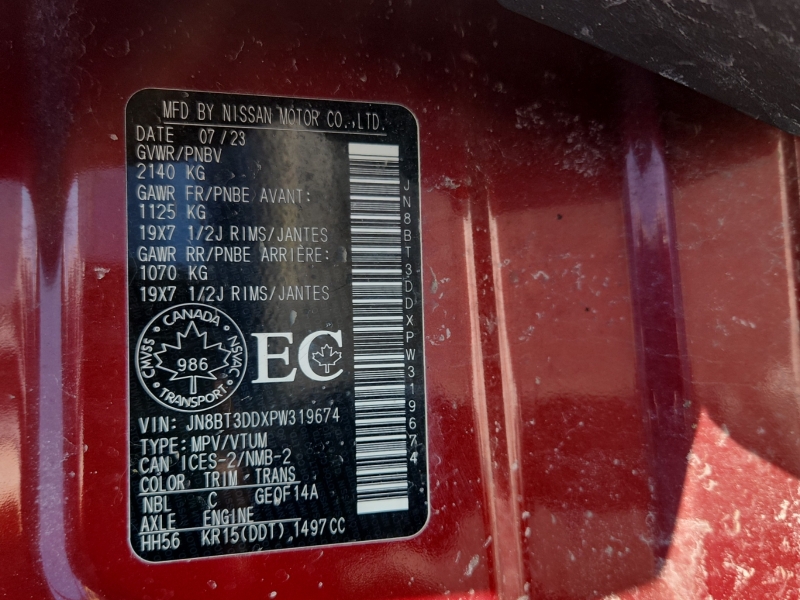 MFD BY NISSAN MOTOR CO.,LTD.
DATE 07/23
GVWR/PNBV
2140 KG
GAWR FR/PNBE AVANT:
1125 KG
19X7 1/2J RIMS/JANTES
GAWR RR/PNBE ARRIÈRE:
1070 KG
19X7 1/2J RIMS/JANTES
CANADA
CMVSS
NSVAC
986
TRANSPORT
EC
VIN: JN8BT3DDXPW319674
TYPE: MPV/VTUM
CAN ICES-2/NMB-2
COLOR TRIM TRANS
NBL C GE0F14A
AXLE ENGINE
HH56 KR15(DDT) 1497CC
JN8BT3DDXPW319674